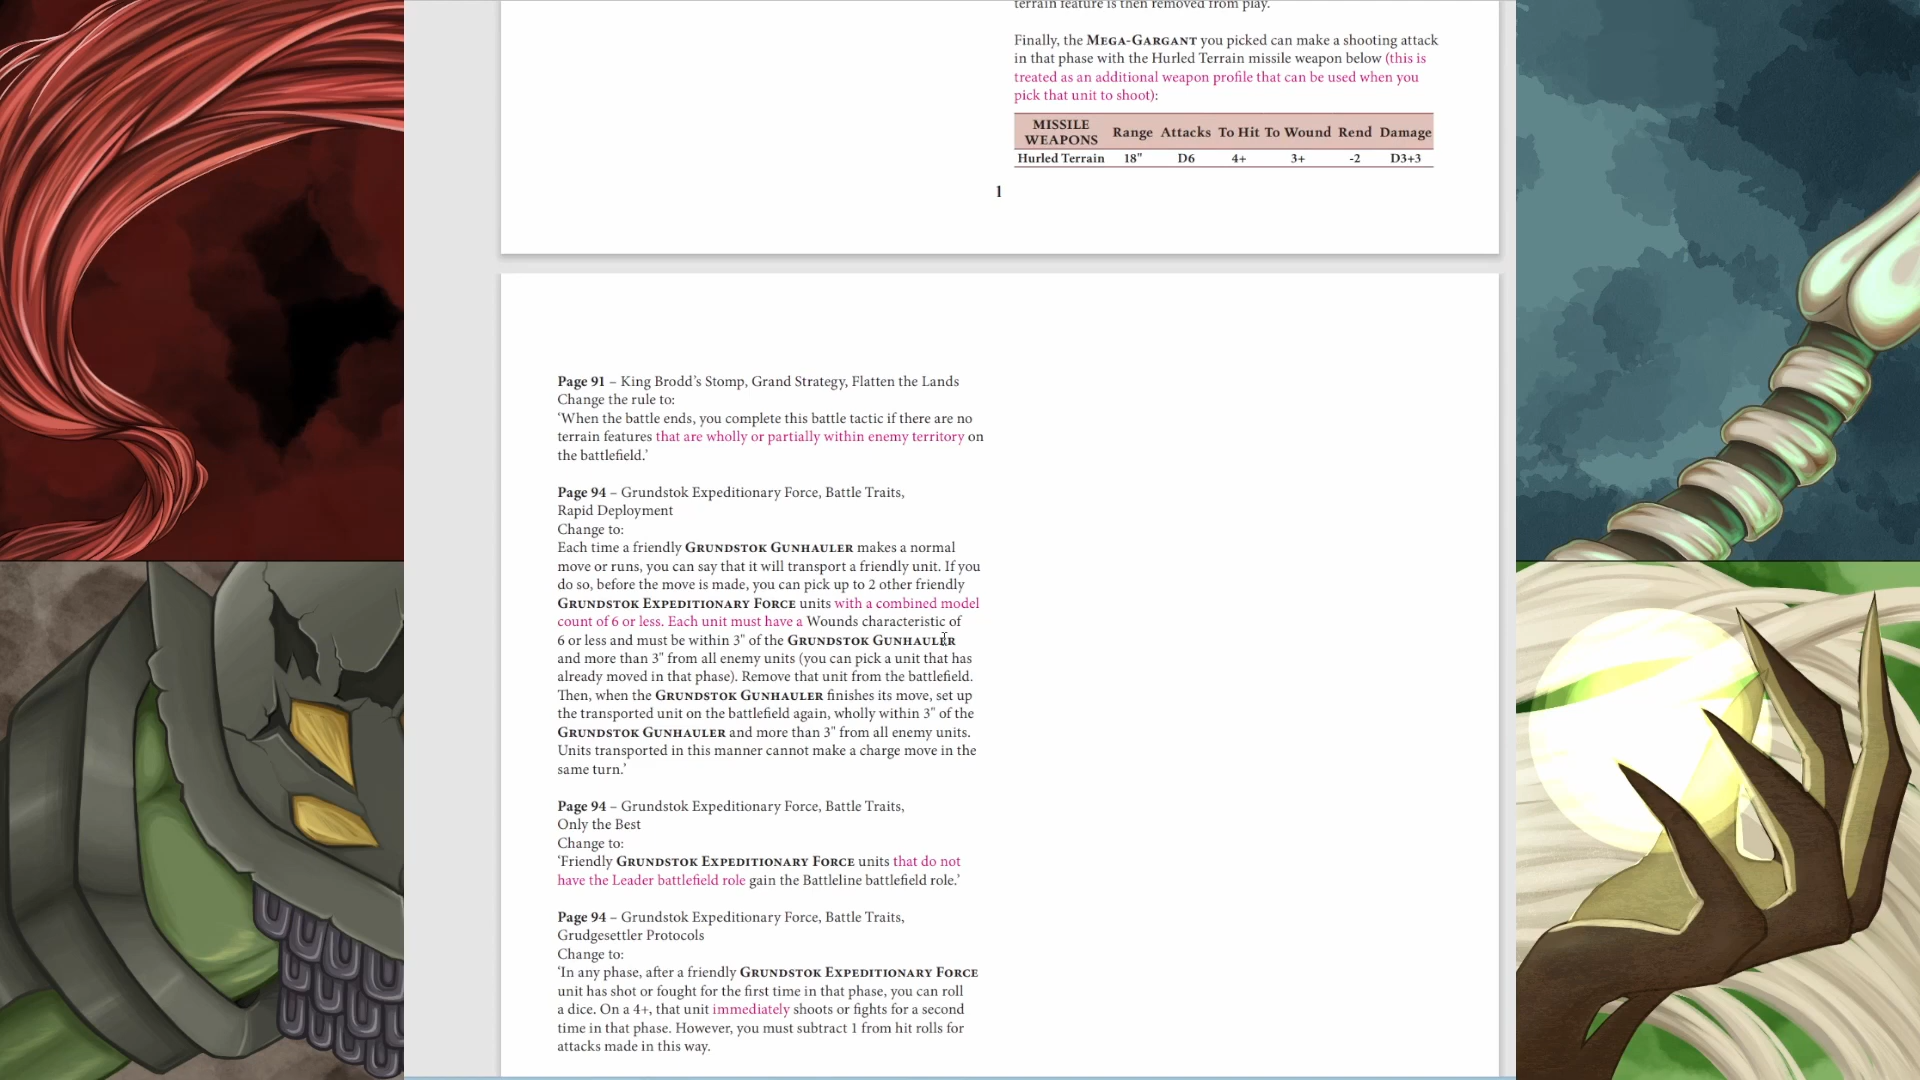 terrain feature is then removed from play.
Finally, the MEGA-GARGANT you picked can make a shooting attack
in that phase with the Hurled Terrain missile weapon below (this is
treated as an additional weapon profile that can be used when you
pick that unit to shoot):
MISSILE WEAPONS Range Attacks To Hit To Wound Rend Damage
Hurled Terrain 18" D6 4+ 3+ -2 D3+3
1
Page 91 – King Brodd’s Stomp, Grand Strategy, Flatten the Lands
Change the rule to:
‘When the battle ends, you complete this battle tactic if there are no
terrain features that are wholly or partially within enemy territory on
the battlefield.’
Page 94 – Grundstok Expeditionary Force, Battle Traits,
Rapid Deployment
Change to:
Each time a friendly GRUNDSTOK GUNHAULER makes a normal
move or runs, you can say that it will transport a friendly unit. If you
do so, before the move is made, you can pick up to 2 other friendly
GRUNDSTOK EXPEDITIONARY FORCE units with a combined model
count of 6 or less. Each unit must have a Wounds characteristic of
6 or less and must be within 3" of the GRUNDSTOK GUNHAULER
and more than 3" from all enemy units (you can pick a unit that has
already moved in that phase). Remove that unit from the battlefield.
Then, when the GRUNDSTOK GUNHAULER finishes its move, set up
the transported unit on the battlefield again, wholly within 3" of the
GRUNDSTOK GUNHAULER and more than 3" from all enemy units.
Units transported in this manner cannot make a charge move in the
same turn.’
Page 94 – Grundstok Expeditionary Force, Battle Traits,
Only the Best
Change to:
‘Friendly GRUNDSTOK EXPEDITIONARY FORCE units that do not
have the Leader battlefield role gain the Battleline battlefield role.’
Page 94 – Grundstok Expeditionary Force, Battle Traits,
Grudgesettler Protocols
Change to:
‘In any phase, after a friendly GRUNDSTOK EXPEDITIONARY FORCE
unit has shot or fought for the first time in that phase, you can roll
a dice. On a 4+, that unit immediately shoots or fights for a second
time in that phase. However, you must subtract 1 from hit rolls for
attacks made in this way.